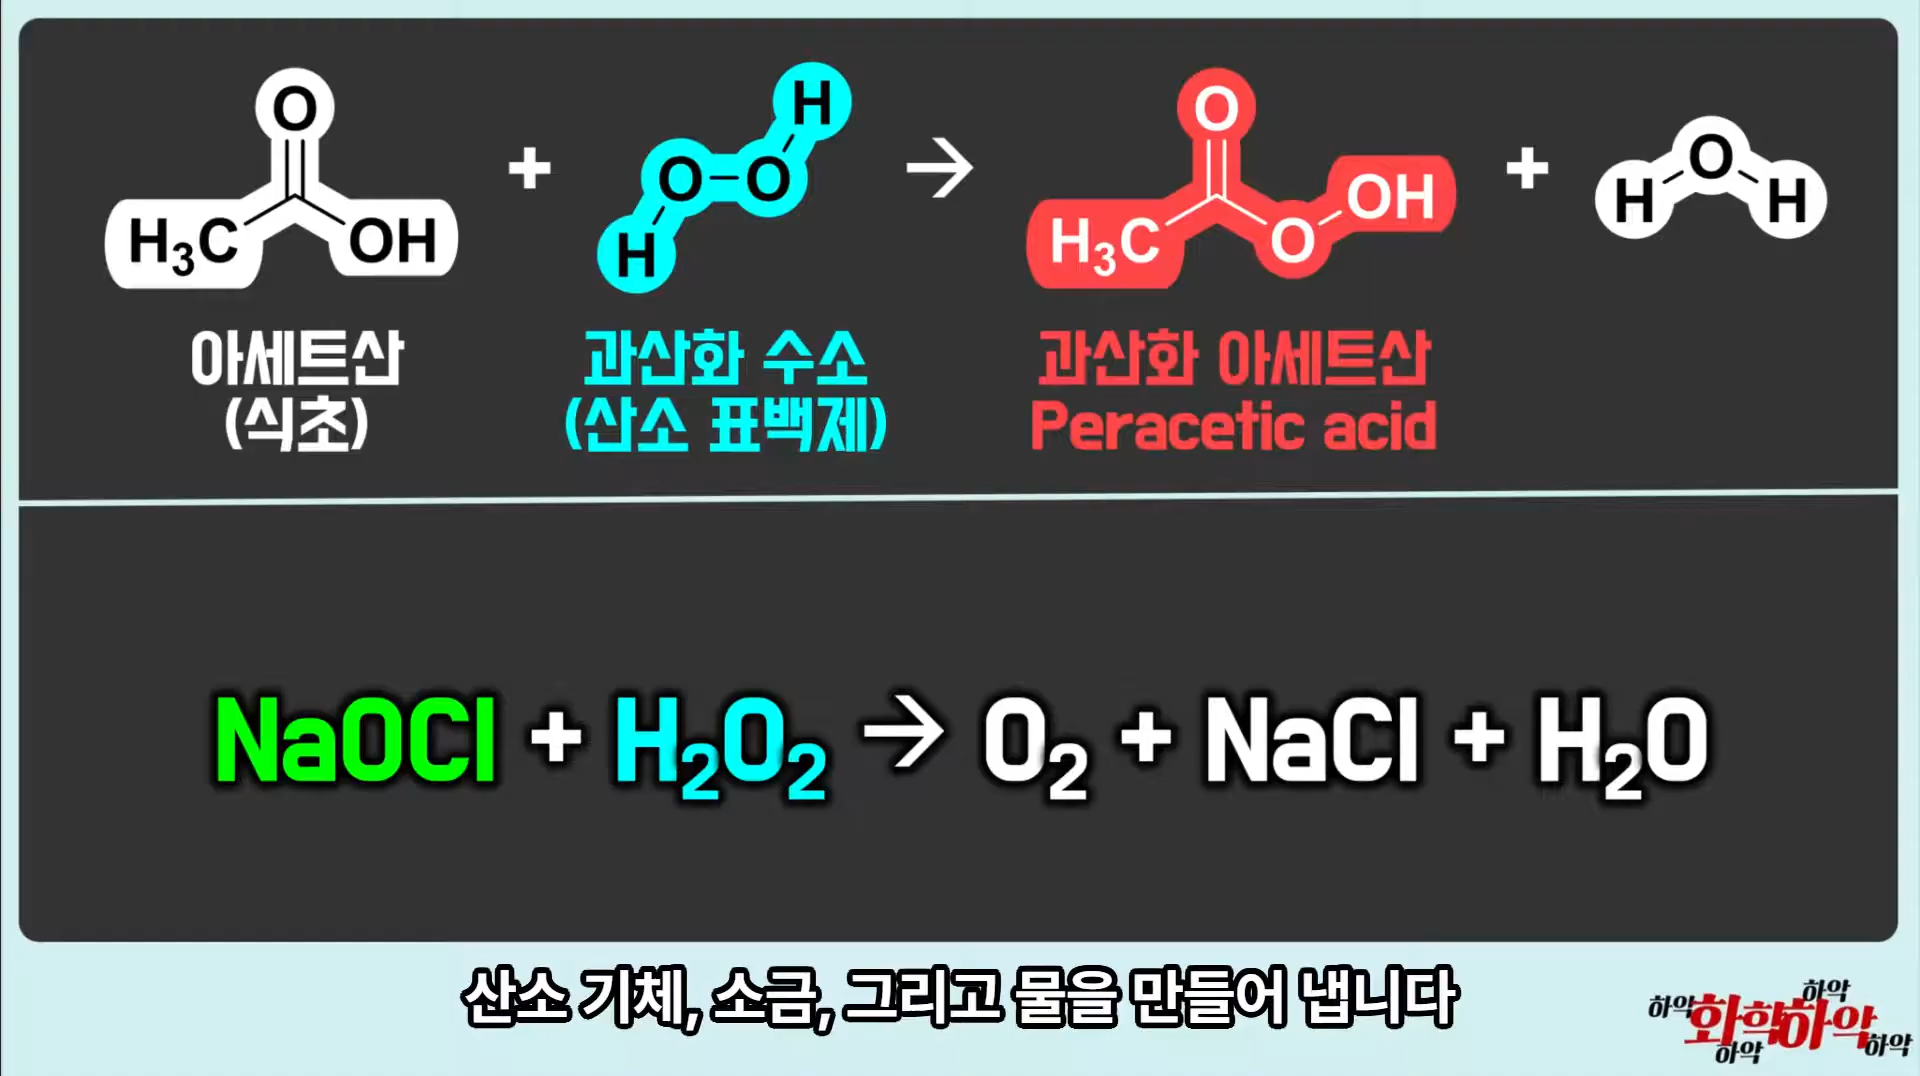 O
H₃C
OH
+
H
O
O
H
→
O
H₃C
O
OH
+
H
O
H
아세트산
(식초)
과산화 수소
(산소 표백제)
과산화 아세트산
Peracetic acid
NaOCl + H₂O₂ → O₂ + NaCl + H₂O
산소 기체, 소금, 그리고 물을 만들어 냅니다
하악
화학하악
하악
하악
하악